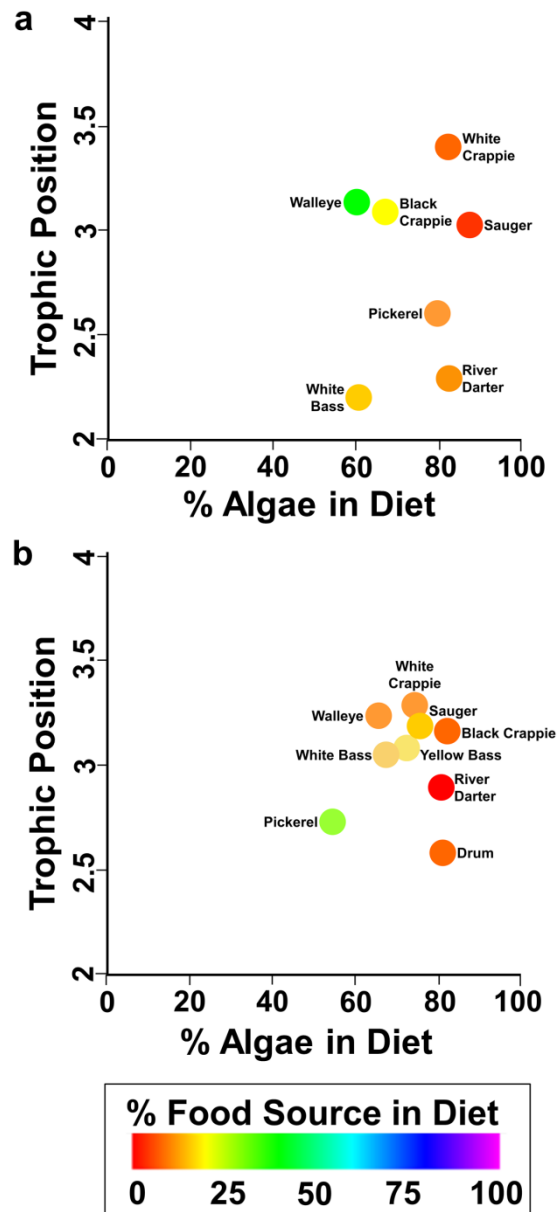 a
Trophic Position
4
3.5
3
2.5
2
White
Crappie
Walleye
Black
Crappie
Sauger
Pickerel
River
Darter
White
Bass
0 20 40 60 80 100
% Algae in Diet
b
Trophic Position
4
3.5
3
2.5
2
White
Crappie
Walleye
Sauger
Black Crappie
White Bass
Yellow Bass
River
Darter
Pickerel
Drum
0 20 40 60 80 100
% Algae in Diet
% Food Source in Diet
0 25 50 75 100